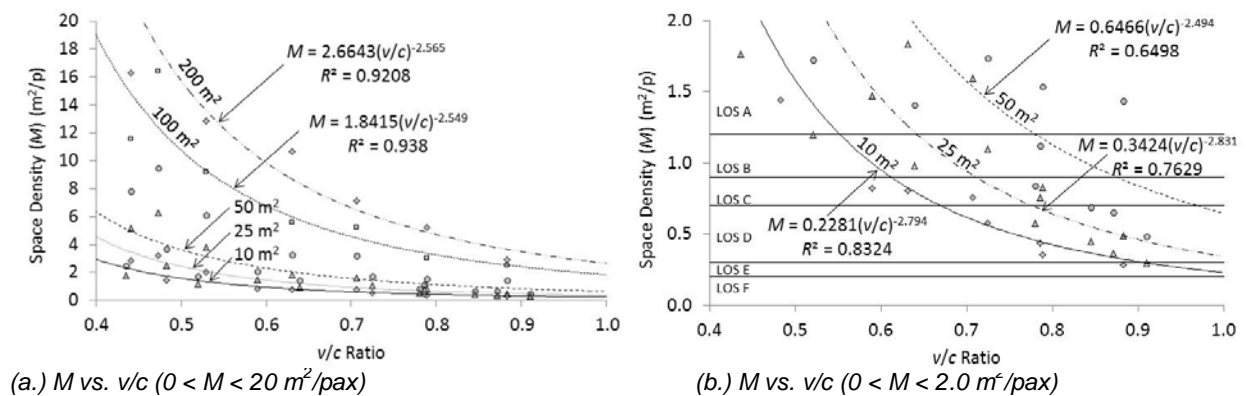 20
18
16
14
12
10
8
6
4
2
0
Space Density (M) (m²/p)
200 m²
100 m²
50 m²
25 m²
10 m²
M = 2.6643(v/c)^-2.565
R² = 0.9208
M = 1.8415(v/c)^-2.549
R² = 0.938
0.4 0.5 0.6 0.7 0.8 0.9 1.0
v/c Ratio
(a.) M vs. v/c (0 < M < 20 m²/pax)
2.0
1.5
1.0
0.5
0.0
Space Density (M) (m²/p)
LOS A
LOS B
LOS C
LOS D
LOS E
LOS F
M = 0.6466(v/c)^-2.494
R² = 0.6498
50 m²
25 m²
10 m²
M = 0.3424(v/c)^-2.831
R² = 0.7629
M = 0.2281(v/c)^-2.794
R² = 0.8324
0.4 0.5 0.6 0.7 0.8 0.9 1.0
v/c Ratio
(b.) M vs. v/c (0 < M < 2.0 m²/pax)